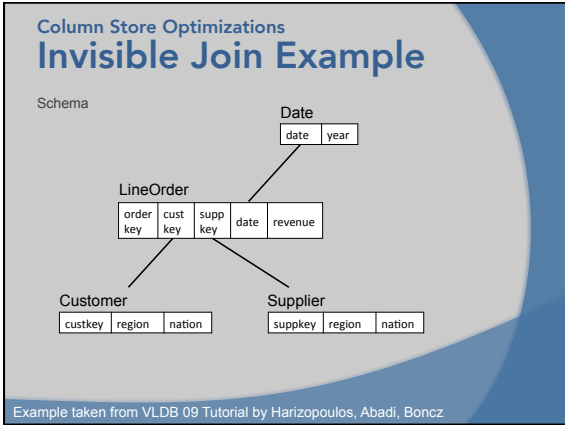 Column Store Optimizations
Invisible Join Example
Schema
Date
date year
LineOrder
order key cust key supp key date revenue
Customer
custkey region nation
Supplier
suppkey region nation
Example taken from VLDB 09 Tutorial by Harizopoulos, Abadi, Boncz